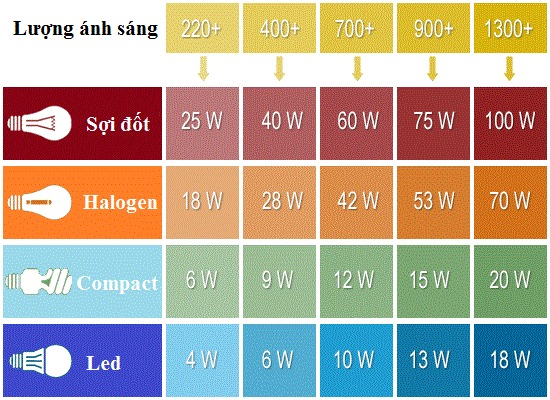 Lượng ánh sáng 220+ 400+ 700+ 900+ 1300+
Sợi đốt 25 W 40 W 60 W 75 W 100 W
Halogen 18 W 28 W 42 W 53 W 70 W
Compact 6 W 9 W 12 W 15 W 20 W
Led 4 W 6 W 10 W 13 W 18 W